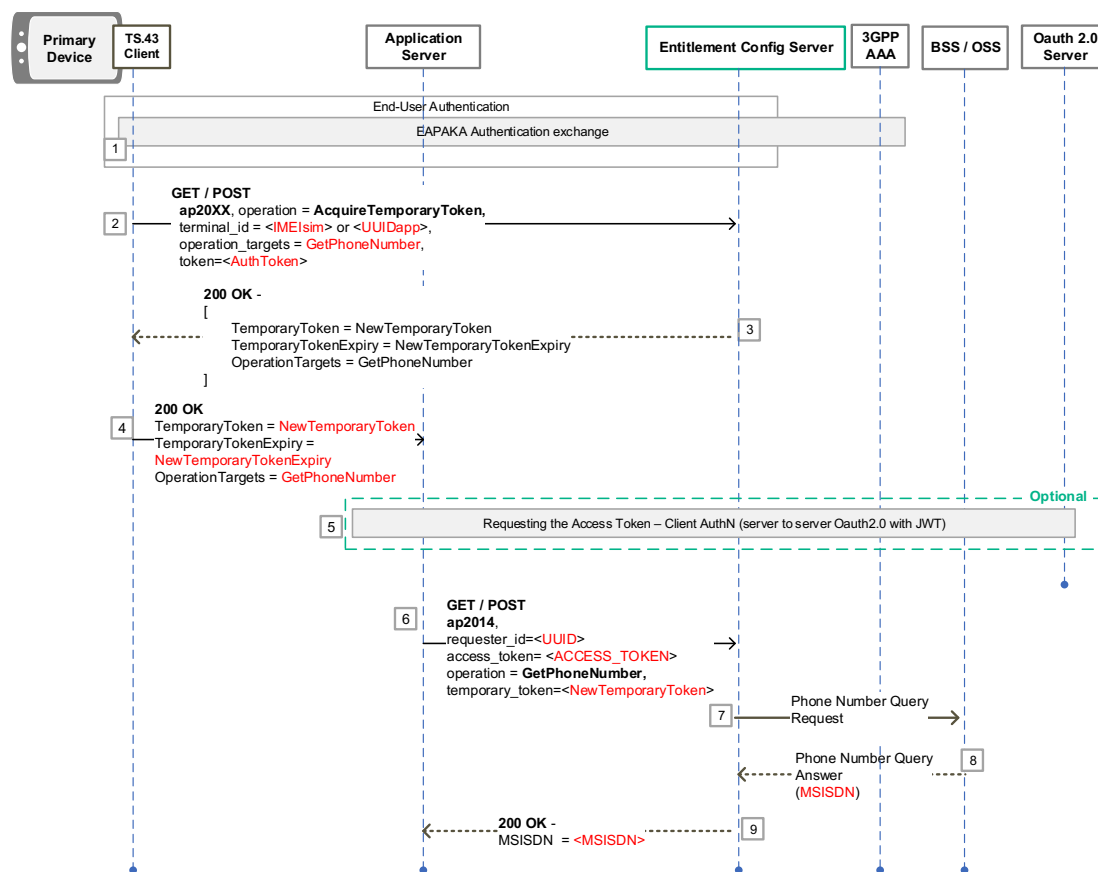 Primary
Device
TS.43
Client
Application
Server
Entitlement Config Server
3GPP
AAA
BSS / OSS
Oauth 2.0
Server
End-User Authentication
EAPAKA Authentication exchange
1
GET / POST
ap20XX, operation = AcquireTemporaryToken,
terminal_id = <IMEIsim> or <UUIDapp>,
operation_targets = GetPhoneNumber,
token=<AuthToken>
2
200 OK -
[
TemporaryToken = NewTemporaryToken
TemporaryTokenExpiry = NewTemporaryTokenExpiry
OperationTargets = GetPhoneNumber
]
3
4
200 OK
TemporaryToken = NewTemporaryToken
TemporaryTokenExpiry =
NewTemporaryTokenExpiry
OperationTargets = GetPhoneNumber
Optional
5
Requesting the Access Token – Client AuthN (server to server Oauth2.0 with JWT)
6
GET / POST
ap2014,
requester_id=<UUID>
access_token= <ACCESS_TOKEN>
operation = GetPhoneNumber,
temporary_token=<NewTemporaryToken>
7
Phone Number Query
Request
8
Phone Number Query
Answer
(MSISDN)
9
200 OK -
MSISDN = <MSISDN>